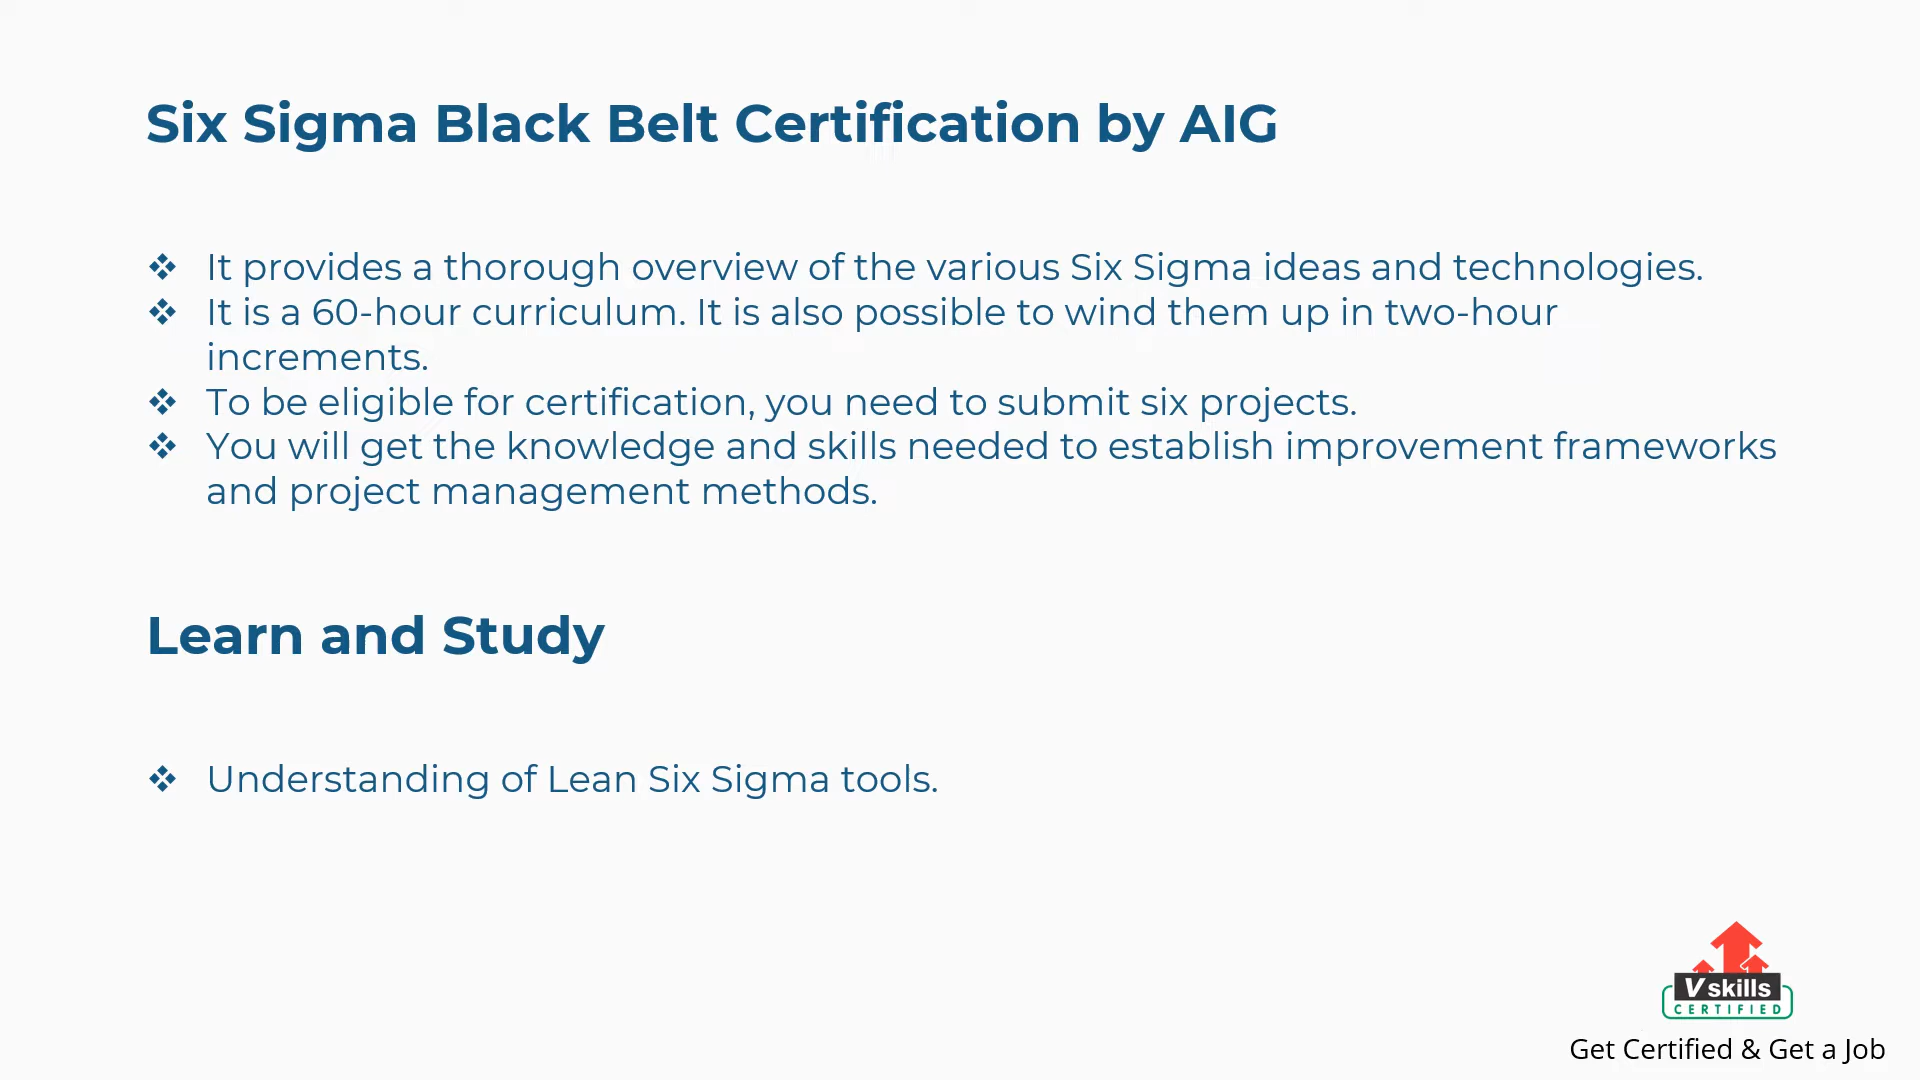 Six Sigma Black Belt Certification by AIG
❖ It provides a thorough overview of the various Six Sigma ideas and technologies.
❖ It is a 60-hour curriculum. It is also possible to wind them up in two-hour
increments.
❖ To be eligible for certification, you need to submit six projects.
❖ You will get the knowledge and skills needed to establish improvement frameworks
and project management methods.
Learn and Study
❖ Understanding of Lean Six Sigma tools.
Vskills
CERTIFIED
Get Certified & Get a Job